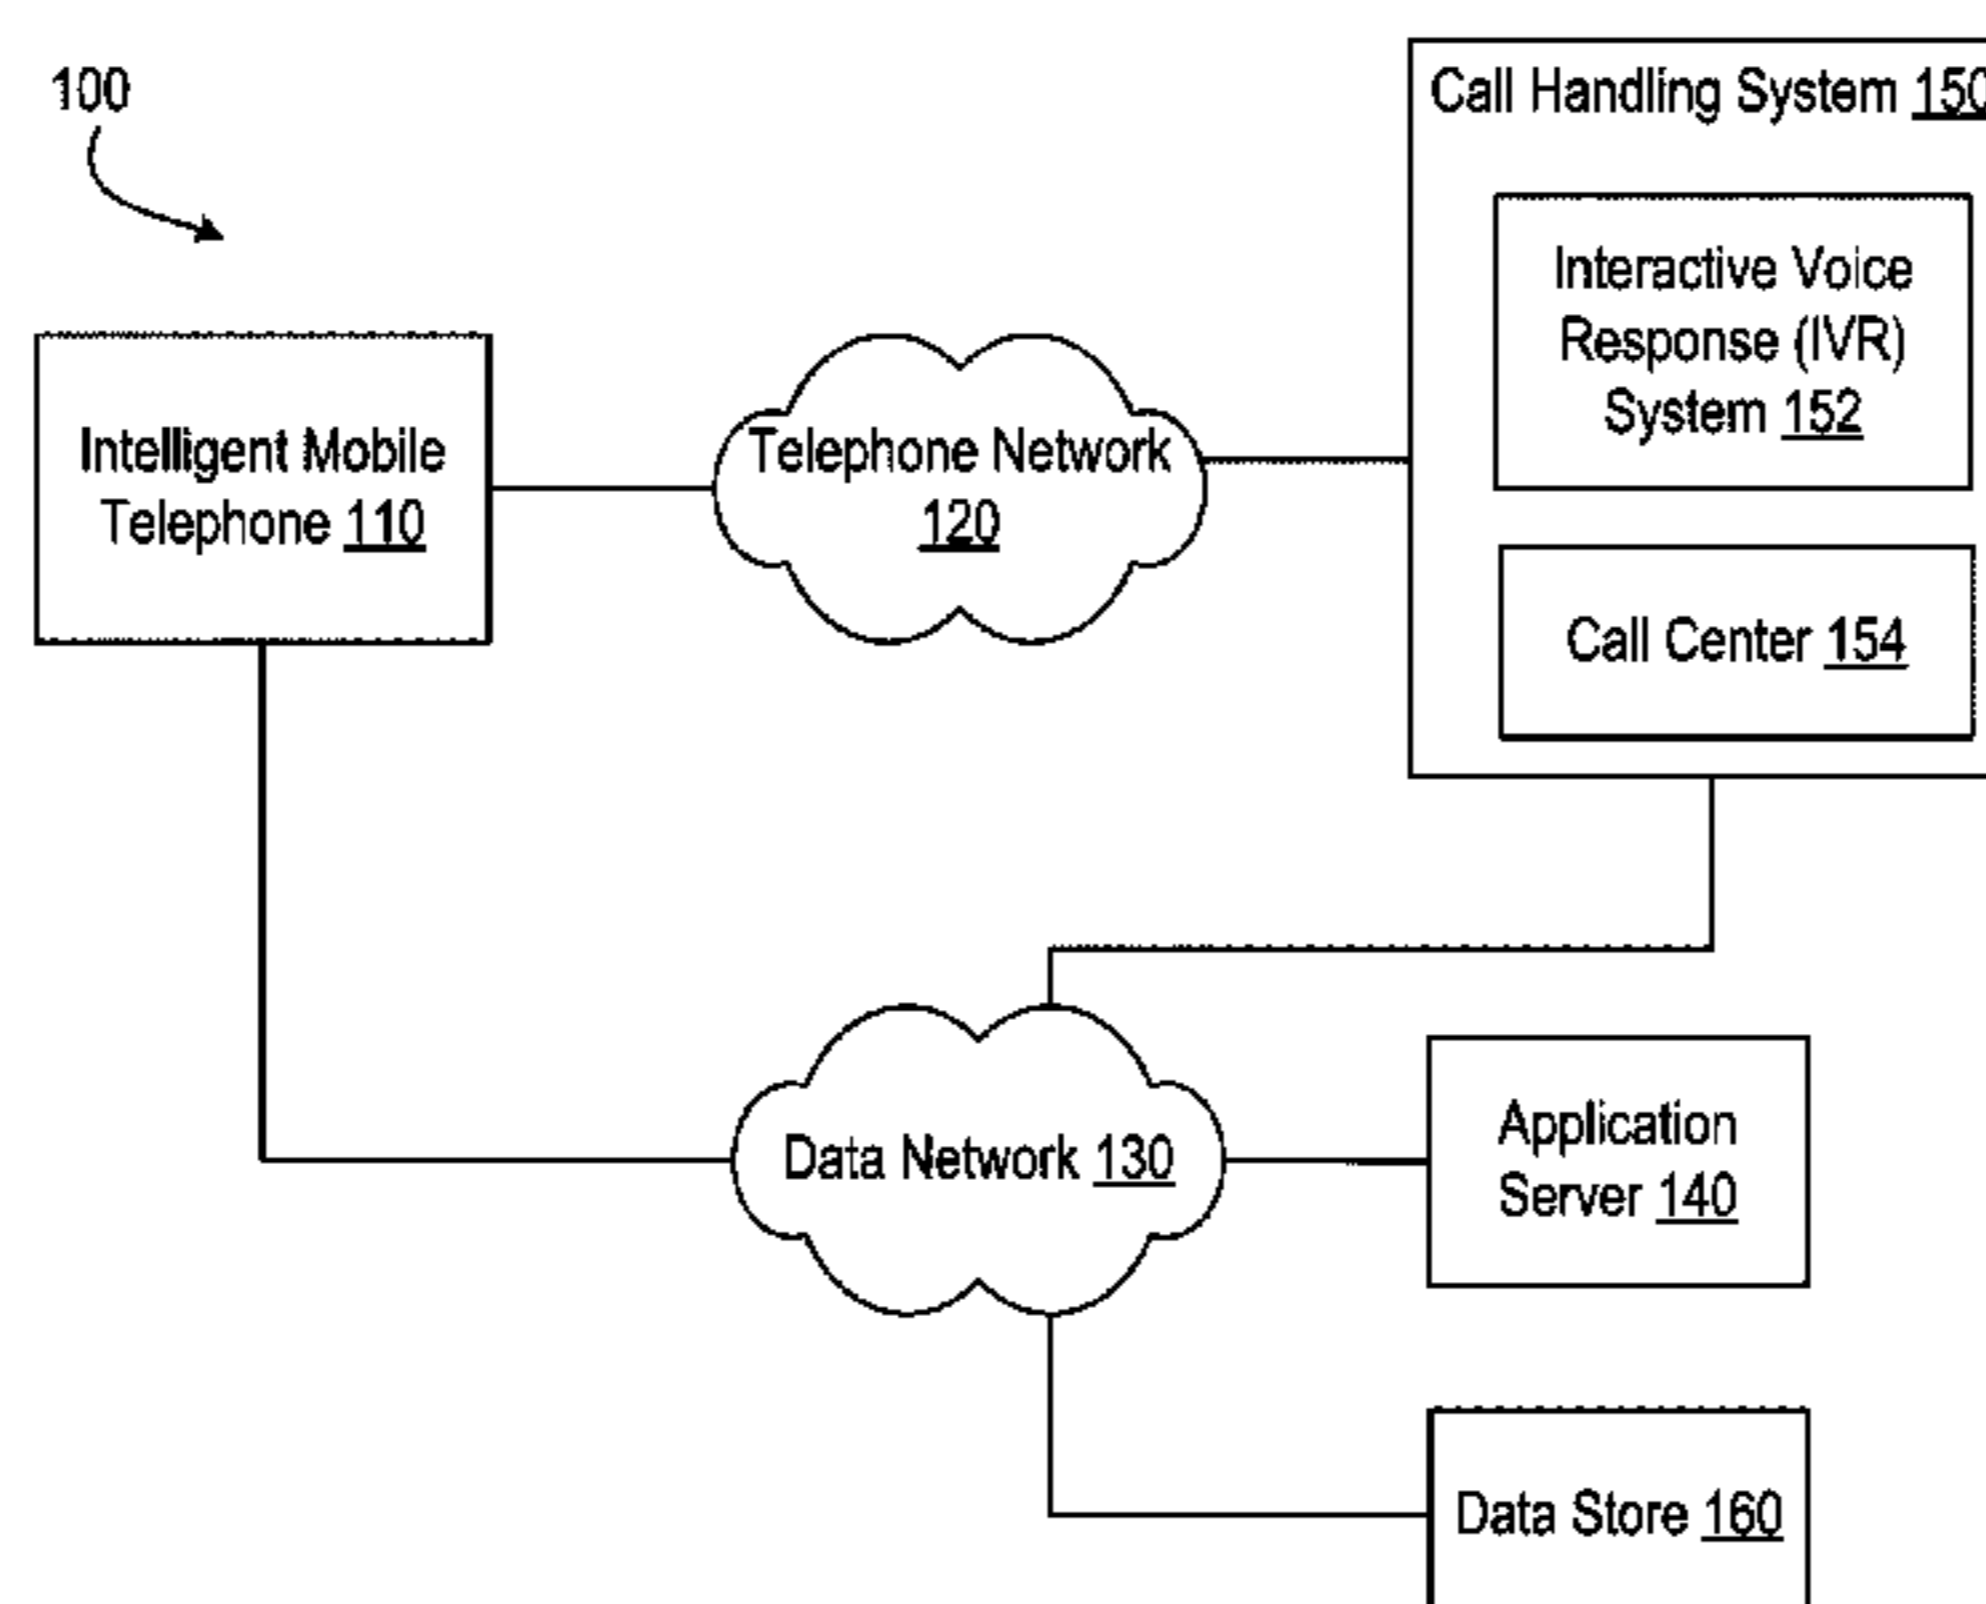 100
Call Handling System 150
Interactive Voice
Response (IVR)
System 152
Intelligent Mobile
Telephone 110
Telephone Network
120
Call Center 154
Data Network 130
Application
Server 140
Data Store 160